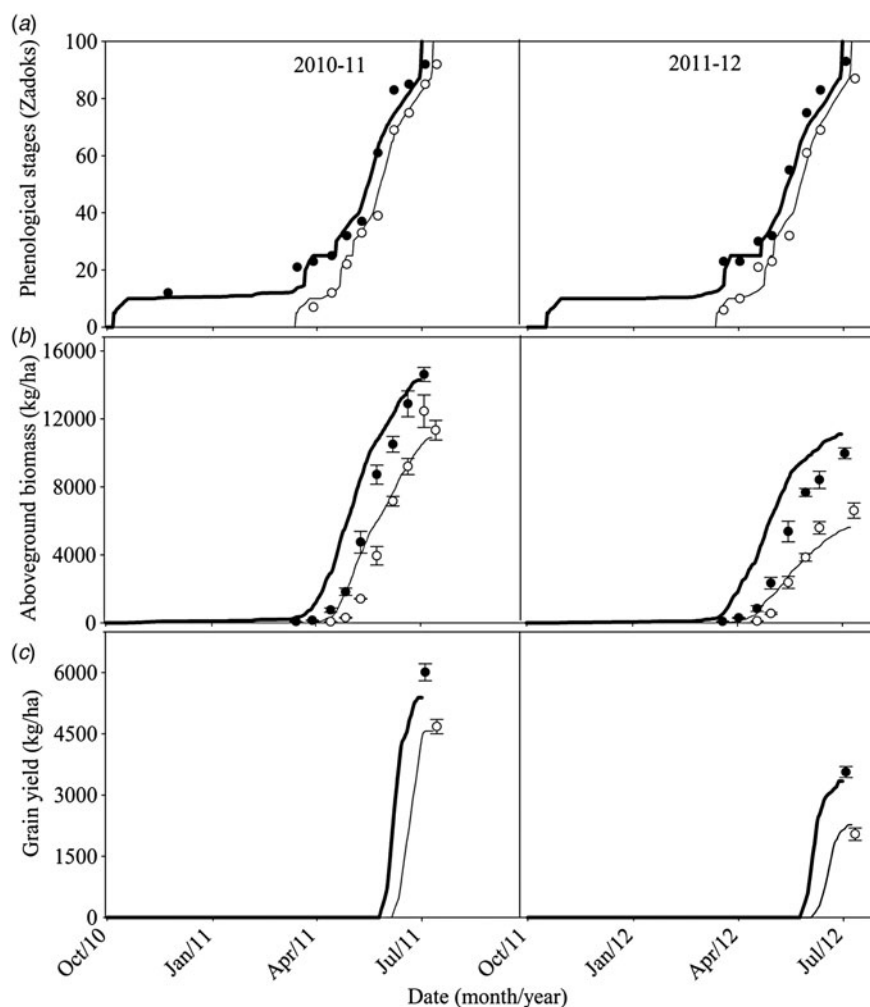 (a)
100
80
60
40
20
0
Phenological stages (Zadoks)
2010-11
2011-12
(b)
16000
12000
8000
4000
0
Aboveground biomass (kg/ha)
(c)
6000
4500
3000
1500
0
Grain yield (kg/ha)
Oct/10
Jan/11
Apr/11
Jul/11
Oct/11
Jan/12
Apr/12
Jul/12
Date (month/year)